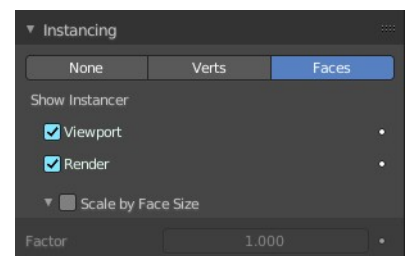 Instancing
None Verts Faces
Show Instancer
Viewport
Render
Scale by Face Size
Factor 1.000